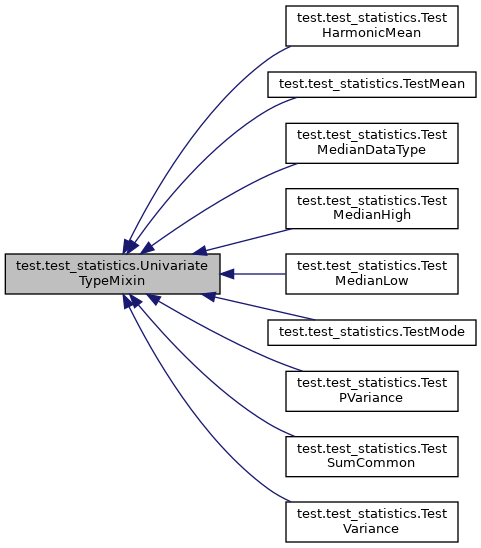 test.test_statistics.Test
HarmonicMean
test.test_statistics.TestMean
test.test_statistics.Test
MedianDataType
test.test_statistics.Test
MedianHigh
test.test_statistics.Univariate
TypeMixin
test.test_statistics.Test
MedianLow
test.test_statistics.TestMode
test.test_statistics.Test
PVariance
test.test_statistics.Test
SumCommon
test.test_statistics.Test
Variance